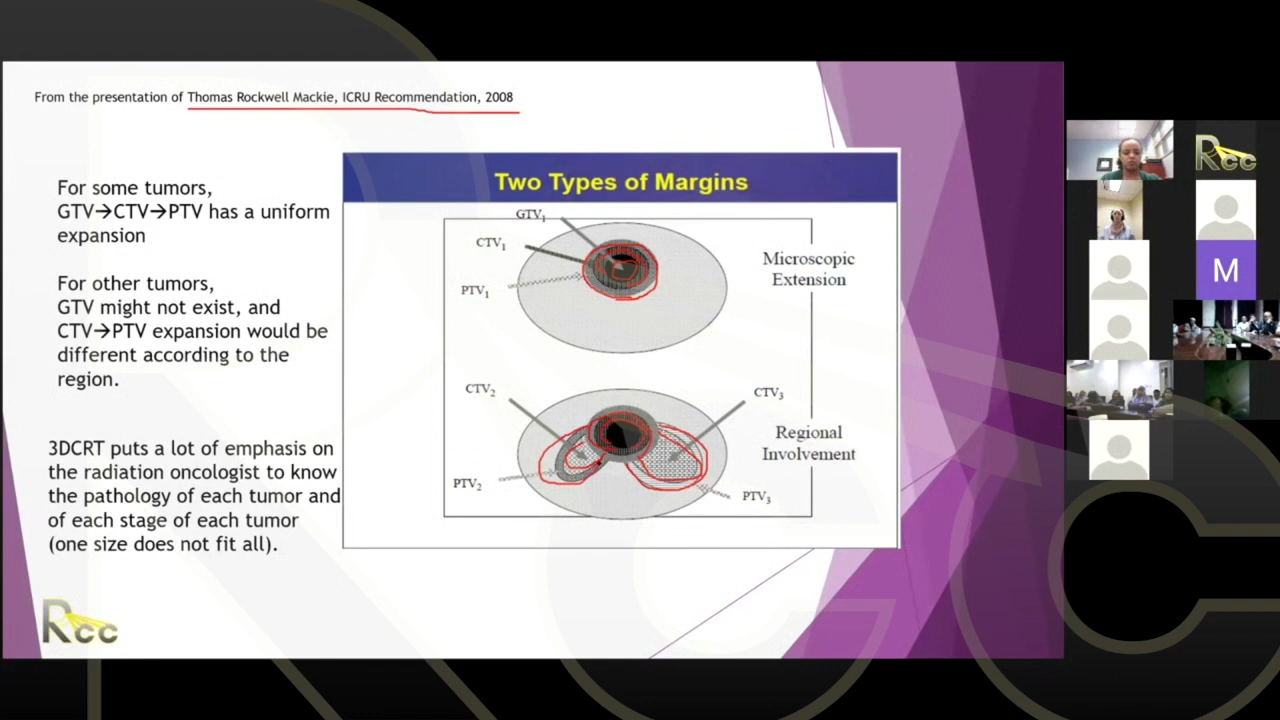 From the presentation of Thomas Rockwell Mackie, ICRU Recommendation, 2008
For some tumors,
GTV→CTV→PTV has a uniform
expansion
For other tumors,
GTV might not exist, and
CTV→PTV expansion would be
different according to the
region.
3DCRT puts a lot of emphasis on
the radiation oncologist to know
the pathology of each tumor and
of each stage of each tumor
(one size does not fit all).
Two Types of Margins
GTV1
CTV1
PTV1
Microscopic
Extension
CTV2
CTV3
Regional
Involvement
PTV2
PTV3
Rcc
Rcc
M